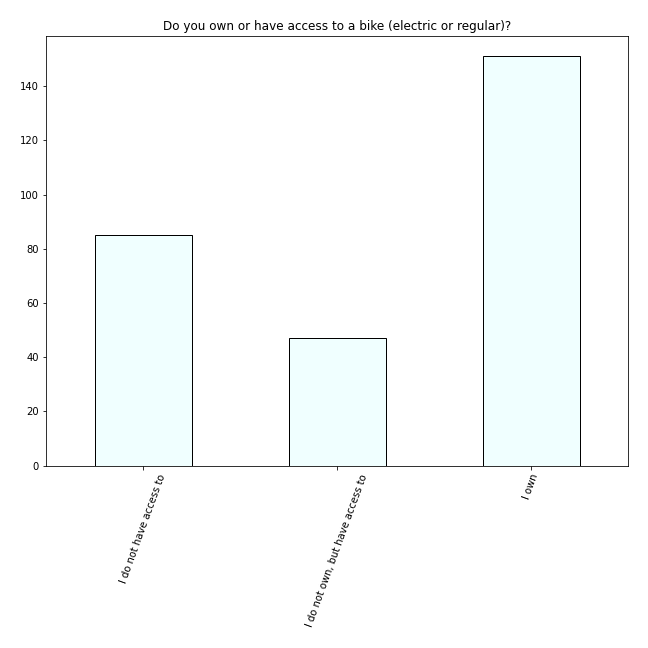 Do you own or have access to a bike (electric or regular)?
140
120
100
80
60
40
20
0
I do not have access to
I do not own, but have access to
I own